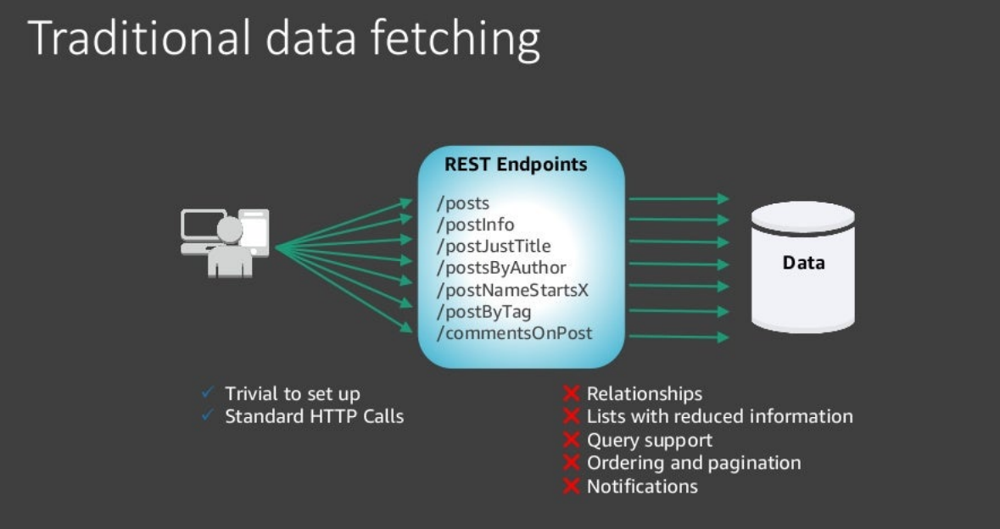 Traditional data fetching
REST Endpoints
/posts
/postInfo
/postJustTitle
/postsByAuthor
/postNameStartsX
/postByTag
/commentsOnPost
Data
✓ Trivial to set up
✓ Standard HTTP Calls
❌ Relationships
❌ Lists with reduced information
❌ Query support
❌ Ordering and pagination
❌ Notifications